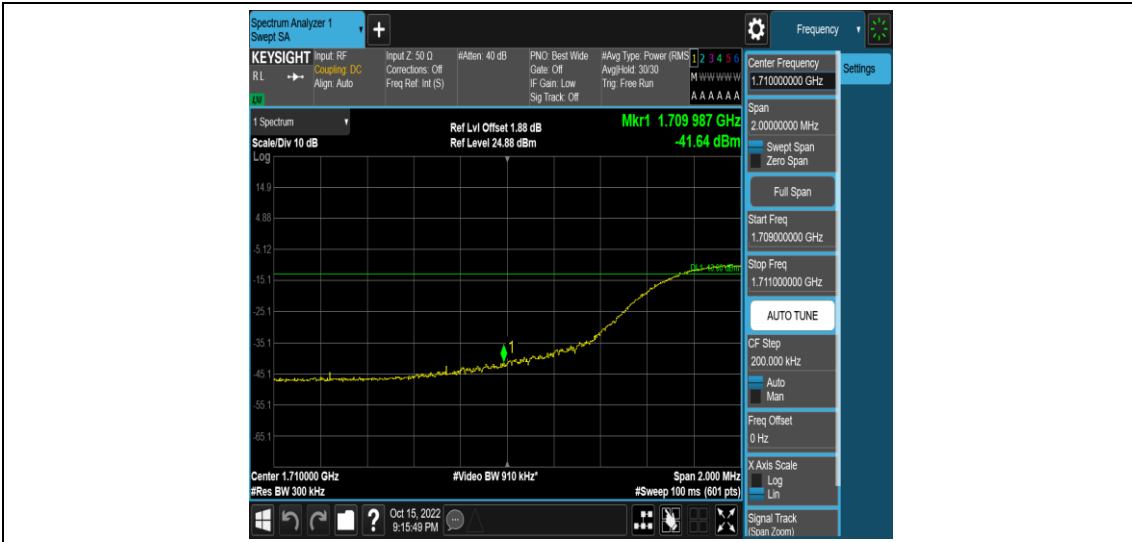 Spectrum Analyzer 1
Swept SA
+
Frequency
KEYSIGHT
RL
LXI
Input: RF
Coupling: DC
Align: Auto
Input Z: 50 Ω
Corrections: Off
Freq Ref: Int (S)
#Atten: 40 dB
PNO: Best Wide
Gate: Off
IF Gain: Low
Sig Track: Off
#Avg Type: Power (RMS
Avg|Hold: 30/30
Trig: Free Run
1 2 3 4 5 6
M W W W W W
A A A A A A
1 Spectrum
Scale/Div 10 dB
Log
Ref Lvl Offset 1.88 dB
Ref Level 24.88 dBm
Mkr1 1.709 987 GHz
-41.64 dBm
14.9
4.88
-5.12
-15.1
-25.1
-35.1
-45.1
-55.1
-65.1
1
Center 1.710000 GHz
#Res BW 300 kHz
#Video BW 910 kHz*
Span 2.000 MHz
#Sweep 100 ms (601 pts)
?
Oct 15, 2022
9:15:49 PM
Center Frequency
1.710000000 GHz
Settings
Span
2.00000000 MHz
Swept Span
Zero Span
Full Span
Start Freq
1.709000000 GHz
Stop Freq
1.711000000 GHz
AUTO TUNE
CF Step
200.000 kHz
Auto
Man
Freq Offset
0 Hz
X Axis Scale
Log
Lin
Signal Track
(Span Zoom)